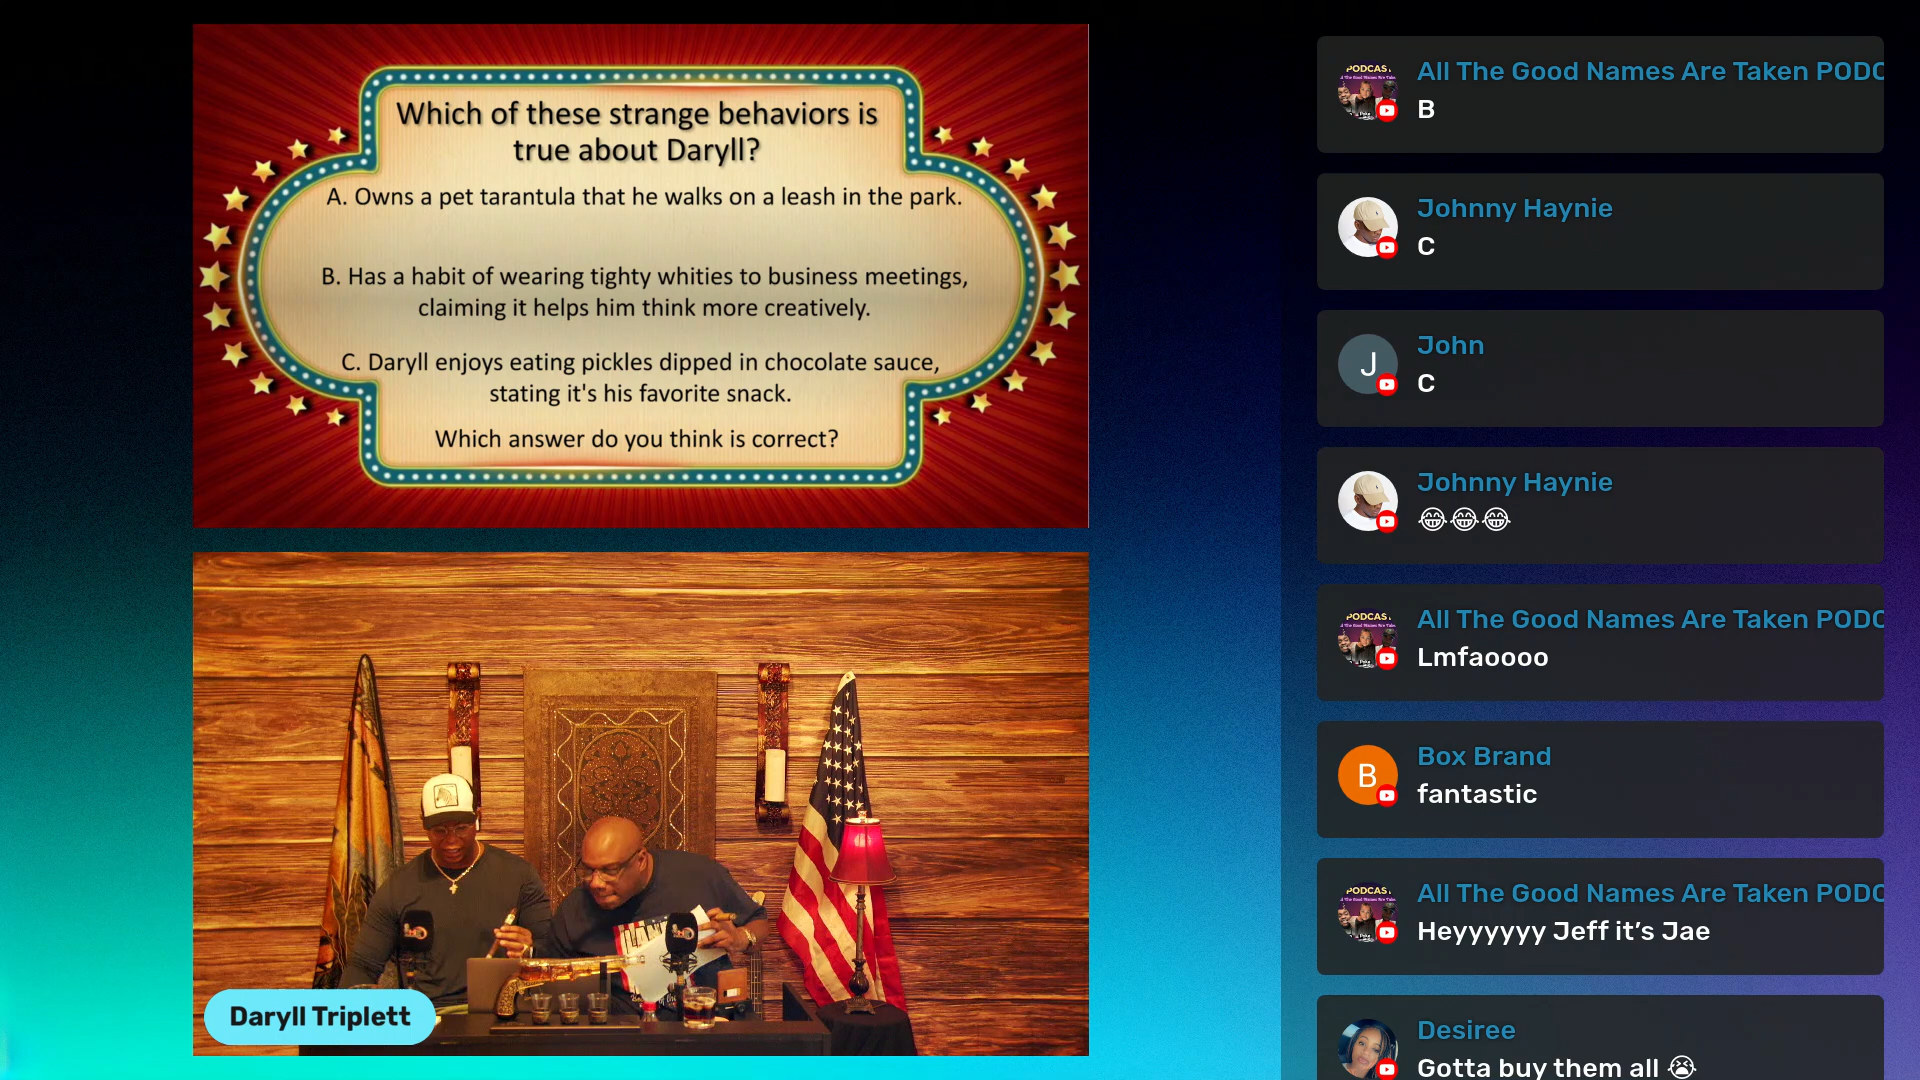 Which of these strange behaviors is
true about Daryll?
A. Owns a pet tarantula that he walks on a leash in the park.
B. Has a habit of wearing tighty whities to business meetings,
claiming it helps him think more creatively.
C. Daryll enjoys eating pickles dipped in chocolate sauce,
stating it's his favorite snack.
Which answer do you think is correct?
Daryll Triplett
PODCAS
All The Good Names Are Taken PODC
B
Johnny Haynie
C
J
John
C
Johnny Haynie
😂😂😂
PODCAS
All The Good Names Are Taken PODC
Lmfaoooo
B
Box Brand
fantastic
PODCAS
All The Good Names Are Taken PODC
Heyyyyyy Jeff it’s Jae
Desiree
Gotta buy them all 😭